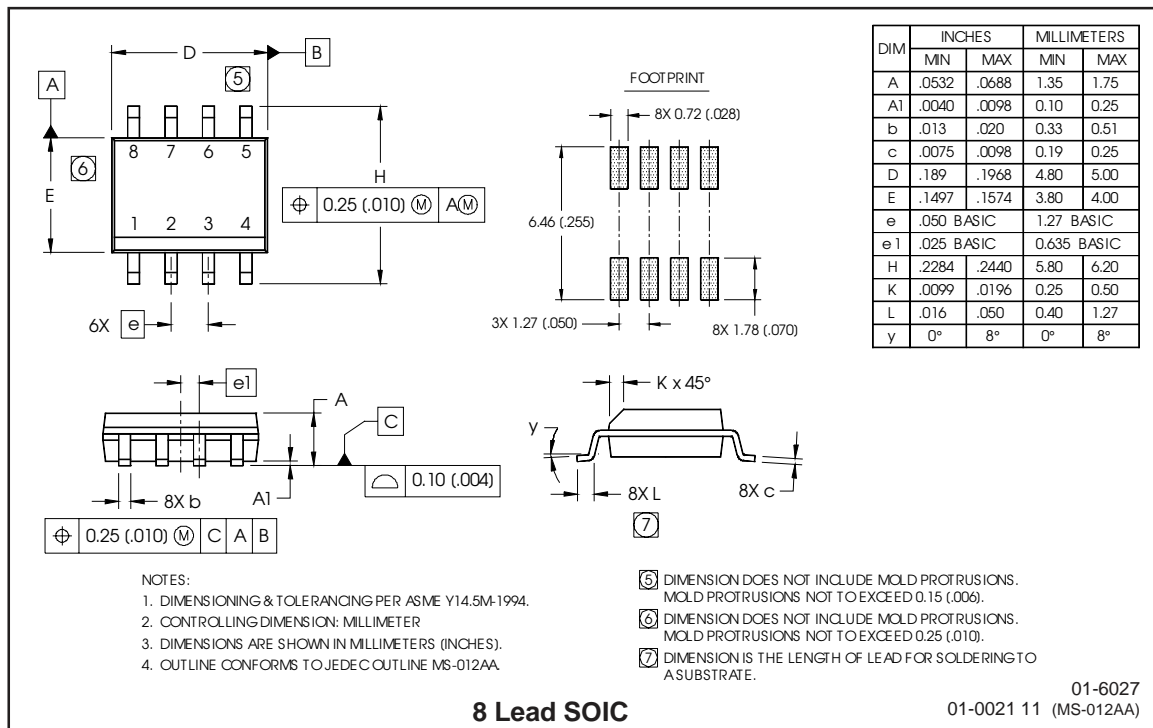 D
B
5
A
8 7 6 5
6
E
H
⌖ 0.25 (.010) Ⓜ AⓂ
1 2 3 4
6X e
FOOTPRINT
8X 0.72 (.028)
6.46 (.255)
3X 1.27 (.050)
8X 1.78 (.070)
DIM INCHES MILLIMETERS
MIN MAX MIN MAX
A .0532 .0688 1.35 1.75
A1 .0040 .0098 0.10 0.25
b .013 .020 0.33 0.51
c .0075 .0098 0.19 0.25
D .189 .1968 4.80 5.00
E .1497 .1574 3.80 4.00
e .050 BASIC 1.27 BASIC
e1 .025 BASIC 0.635 BASIC
H .2284 .2440 5.80 6.20
K .0099 .0196 0.25 0.50
L .016 .050 0.40 1.27
y 0° 8° 0° 8°
e1
A
C
8X b
A1
0.10 (.004)
⌖ 0.25 (.010) Ⓜ C A B
K x 45°
y
8X L
8X c
7
NOTES:
1. DIMENSIONING & TOLERANCING PER ASME Y14.5M-1994.
2. CONTROLLING DIMENSION: MILLIMETER
3. DIMENSIONS ARE SHOWN IN MILLIMETERS (INCHES).
4. OUTLINE CONFORMS TO JEDEC OUTLINE MS-012AA.
5 DIMENSION DOES NOT INCLUDE MOLD PROTRUSIONS.
MOLD PROTRUSIONS NOT TO EXCEED 0.15 (.006).
6 DIMENSION DOES NOT INCLUDE MOLD PROTRUSIONS.
MOLD PROTRUSIONS NOT TO EXCEED 0.25 (.010).
7 DIMENSION IS THE LENGTH OF LEAD FOR SOLDERING TO
A SUBSTRATE.
8 Lead SOIC
01-6027
01-0021 11 (MS-012AA)